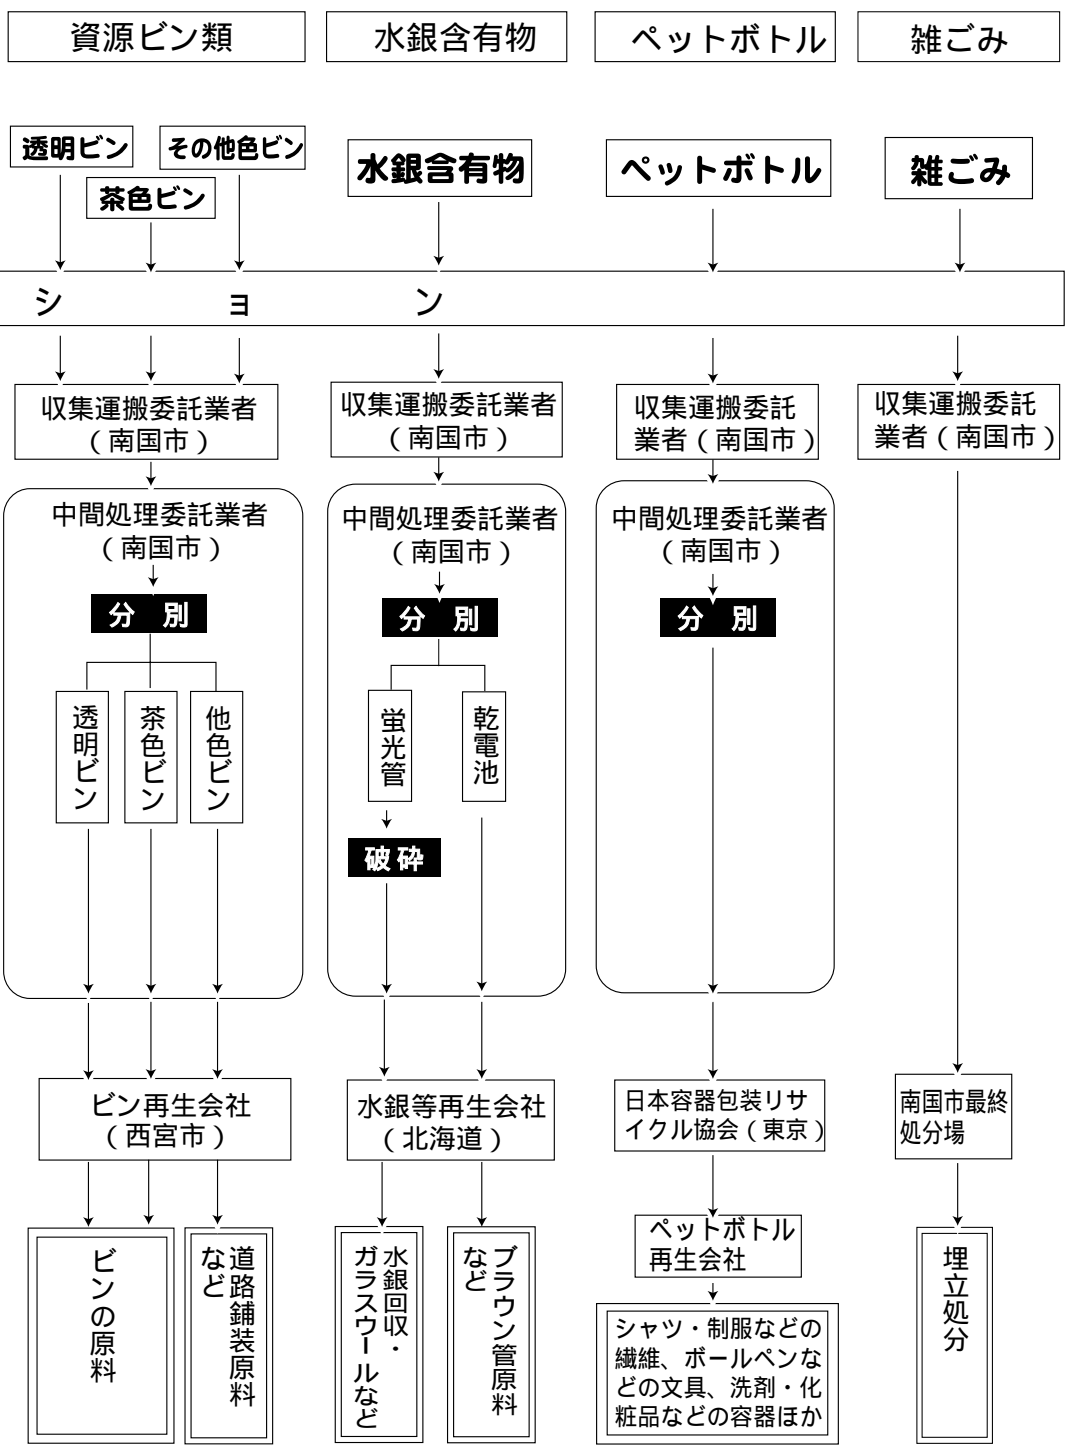 資源ビン類
水銀含有物
ペットボトル
雑ごみ
透明ビン
その他色ビン
茶色ビン
水銀含有物
ペットボトル
雑ごみ
ション
収集運搬委託業者
（南国市）
収集運搬委託業者
（南国市）
収集運搬委託
業者（南国市）
収集運搬委託
業者（南国市）
中間処理委託業者
（南国市）
分別
透明ビン
茶色ビン
他色ビン
中間処理委託業者
（南国市）
分別
蛍光管
乾電池
破砕
中間処理委託業者
（南国市）
分別
ビン再生会社
（西宮市）
水銀等再生会社
（北海道）
日本容器包装リサ
イクル協会（東京）
南国市最終
処分場
ビンの原料
道路舗装原料
など
水銀回収・
ガラスウールなど
ブラウン管原料
など
ペットボトル
再生会社
シャツ・制服などの
繊維、ボールペンな
どの文具、洗剤・化
粧品などの容器ほか
埋立処分